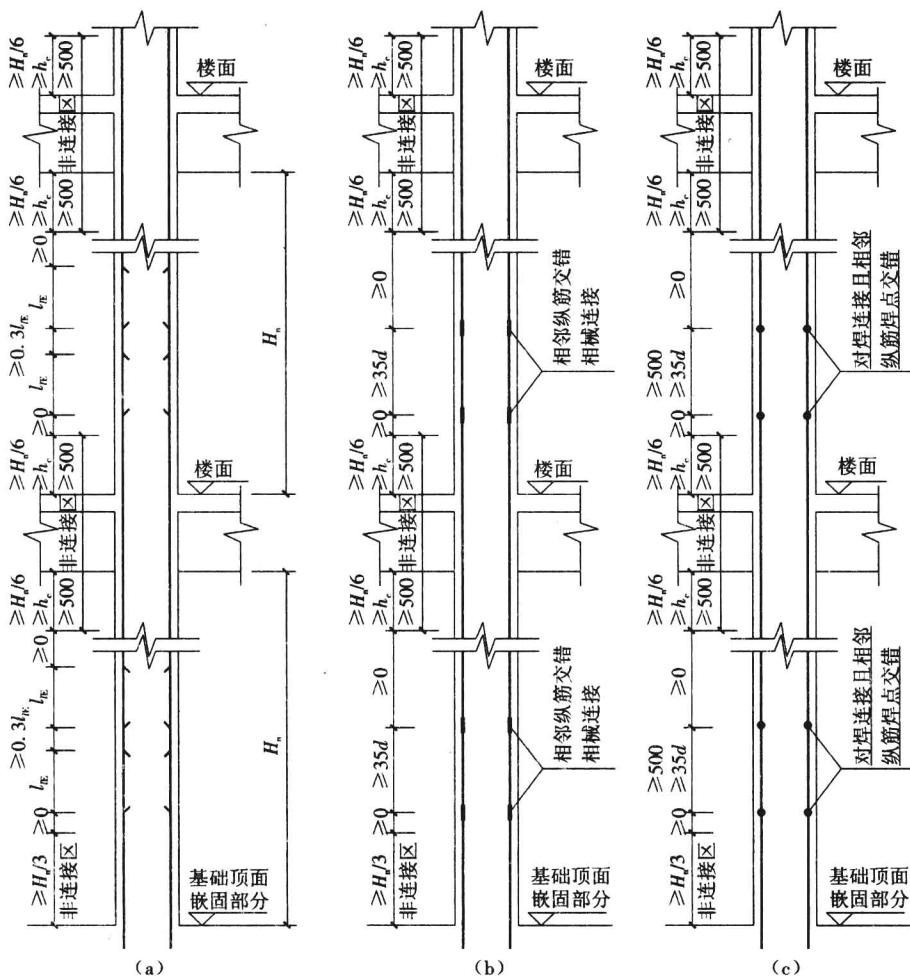 ≥Hn/6
≥hc
≥500
楼面
非连接区
≥Hn/6
≥hc
≥500
≥0
llE
≥0.3llE
llE
≥0
Hn
≥Hn/6
≥hc
≥500
楼面
非连接区
≥Hn/6
≥hc
≥500
≥0
llE
≥0.3llE
llE
≥0
Hn
≥Hn/3
非连接区
基础顶面
嵌固部分
(a)
≥Hn/6
≥hc
≥500
楼面
非连接区
≥Hn/6
≥hc
≥500
≥0
≥35d
≥0
相邻纵筋交错
相械连接
≥Hn/6
≥hc
≥500
楼面
非连接区
≥Hn/6
≥hc
≥500
≥0
≥35d
≥0
相邻纵筋交错
机械连接
≥Hn/3
非连接区
基础顶面
嵌固部分
(b)
≥Hn/6
≥hc
≥500
楼面
非连接区
≥Hn/6
≥hc
≥500
≥0
≥500
≥35d
≥0
对焊连接且相邻
纵筋焊点交错
≥Hn/6
≥hc
≥500
楼面
非连接区
≥Hn/6
≥hc
≥500
≥0
≥500
≥35d
≥0
对焊连接且相邻
纵筋焊点交错
≥Hn/3
非连接区
基础顶面
嵌固部分
(c)